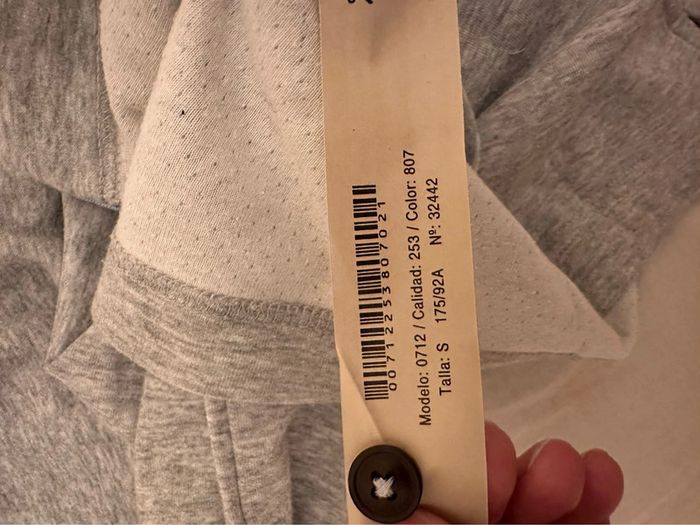 00712253807021
Modelo: 0712 / Calidad: 253 / Color: 807
Talla: S 175/92A Nº: 32442